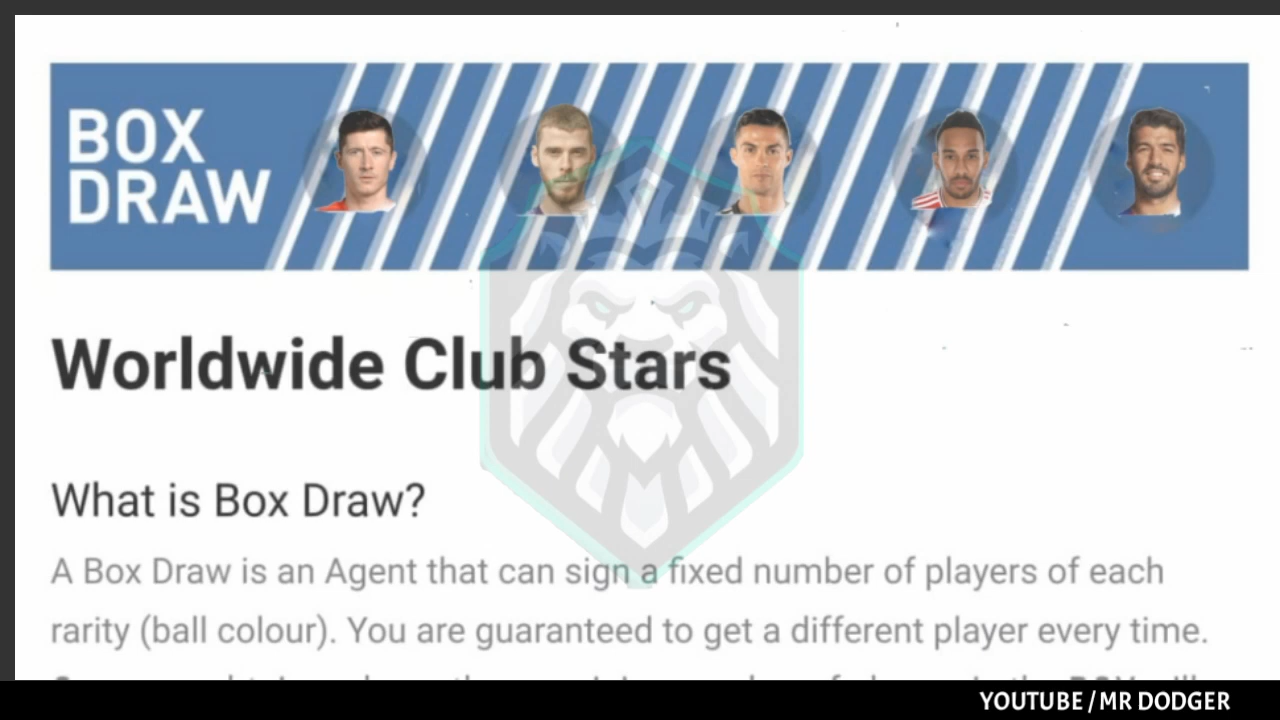 BOX
DRAW
Worldwide Club Stars
What is Box Draw?
A Box Draw is an Agent that can sign a fixed number of players of each
rarity (ball colour). You are guaranteed to get a different player every time.
YOUTUBE / MR DODGER